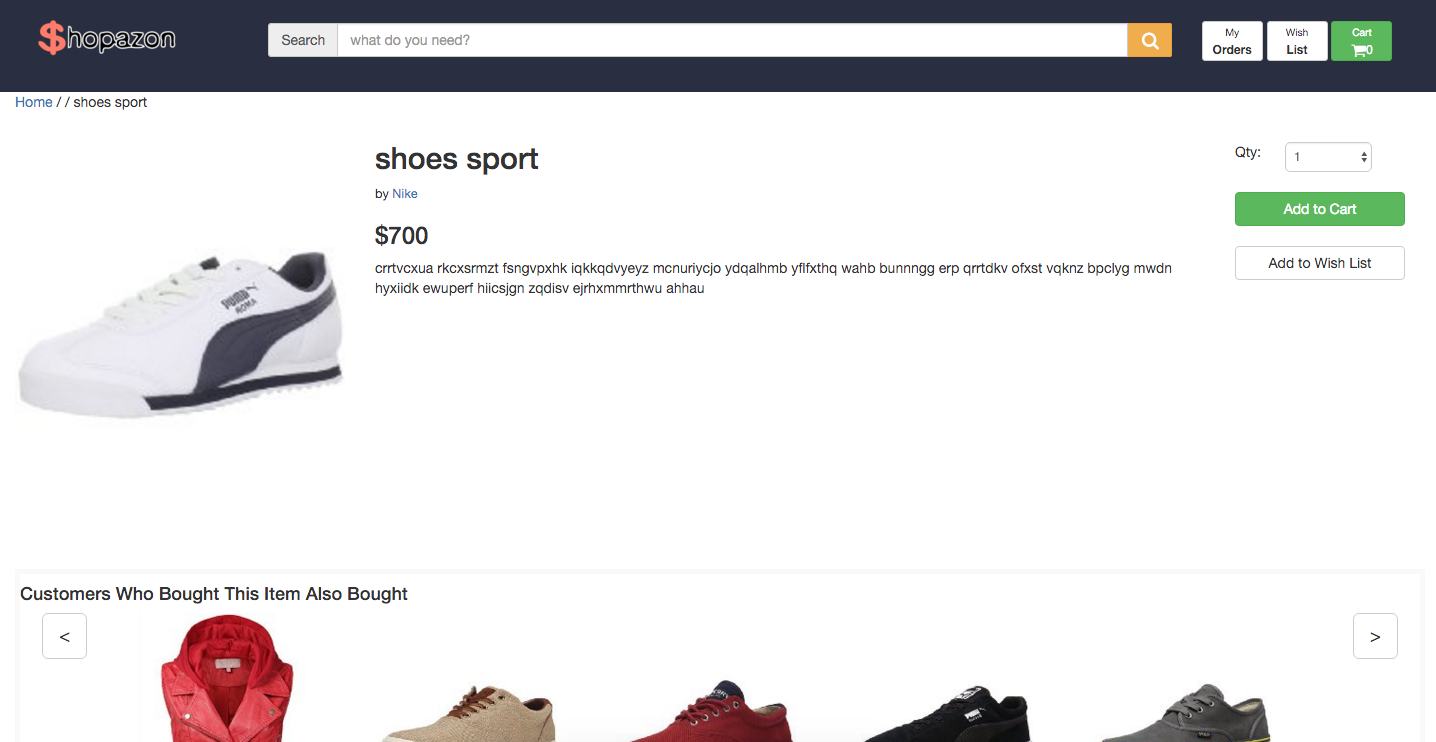 $hopazon
Search what do you need?
My Orders
Wish List
Cart 0
Home / / shoes sport
shoes sport
by Nike
$700
crrtvcxua rkcxsrmzt fsngvpxhk iqkkqdvyeyz mcnuriycjo ydqalhmb yflfxthq wahb bunnngg erp qrrtdkv ofxst vqknz bpclyg mwdn
hyxiidk ewuperf hiicsjgn zqdisv ejrhxmmrthwu ahhau
Qty: 1
Add to Cart
Add to Wish List
PUMA
ROMA
Customers Who Bought This Item Also Bought
<
>